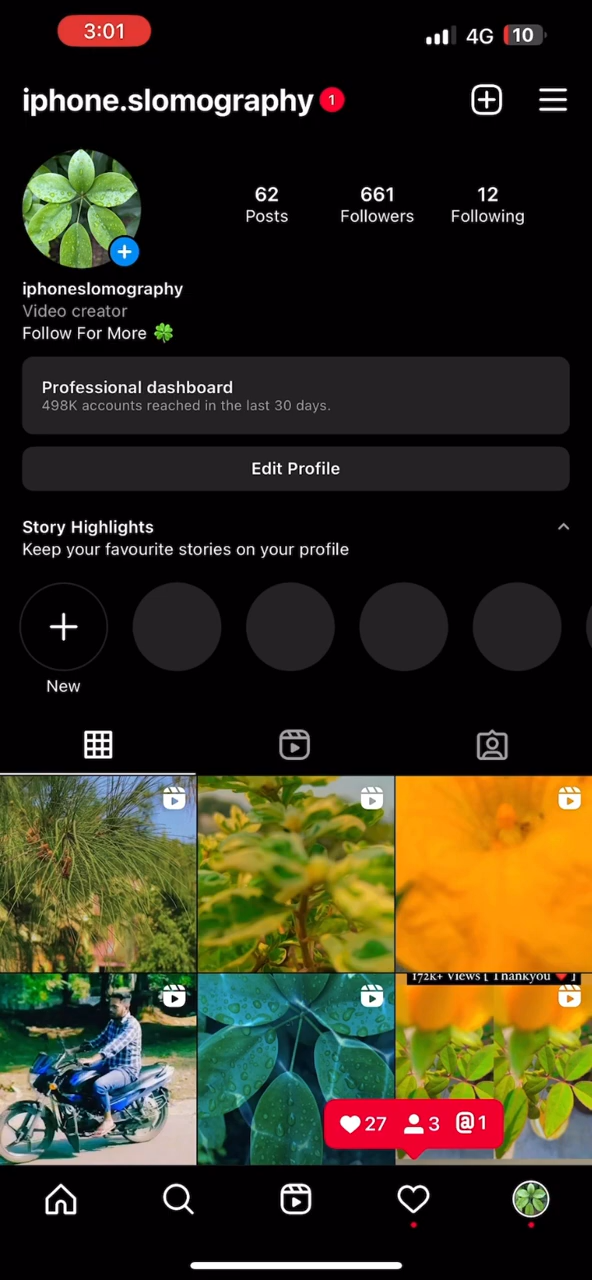 3:01
4G
10
iphone.slomography
1
62
661
12
Posts
Followers
Following
iphoneslomography
Video creator
Follow For More 🍀
Professional dashboard
498K accounts reached in the last 30 days.
Edit Profile
Story Highlights
Keep your favourite stories on your profile
New
172k+ Views [ Thankyou ❤️ ]
27
3
@1